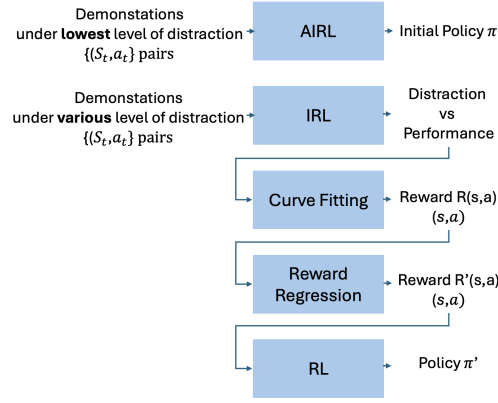 Demonstations
under lowest level of distraction
{(Sₜ,aₜ} pairs
AIRL
Initial Policy π
Demonstations
under various level of distraction
{(Sₜ,aₜ} pairs
IRL
Distraction
vs
Performance
Curve Fitting
Reward R(s,a)
(s,a)
Reward
Regression
Reward R'(s,a)
(s,a)
RL
Policy π'